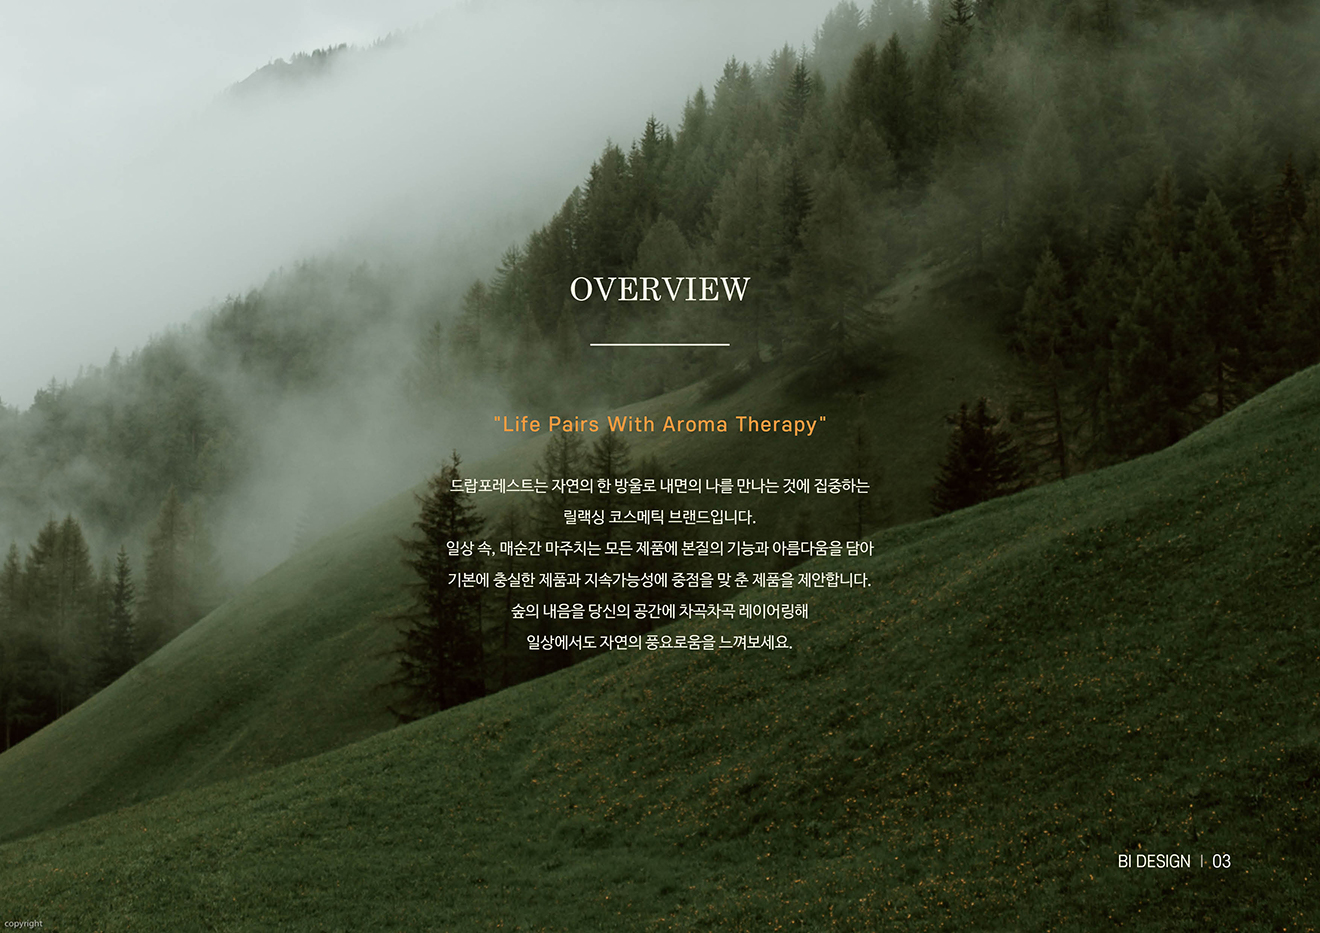 OVERVIEW
"Life Pairs With Aroma Therapy"
드랍포레스트는 자연의 한 방울로 내면의 나를 만나는 것에 집중하는
릴랙싱 코스메틱 브랜드입니다.
일상 속, 매순간 마주치는 모든 제품에 본질의 기능과 아름다움을 담아
기본에 충실한 제품과 지속가능성에 중점을 맞 춘 제품을 제안합니다.
숲의 내음을 당신의 공간에 차곡차곡 레이어링해
일상에서도 자연의 풍요로움을 느껴보세요.
BI DESIGN | 03
copyright